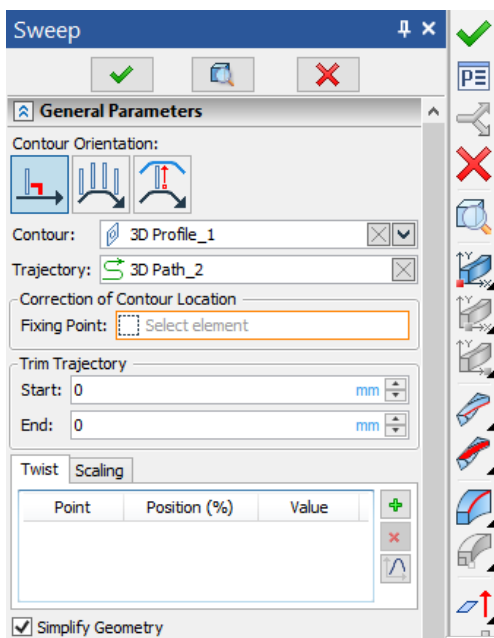 Sweep
General Parameters
Contour Orientation:
Contour: 3D Profile_1
Trajectory: 3D Path_2
Correction of Contour Location
Fixing Point: Select element
Trim Trajectory
Start: 0 mm
End: 0 mm
Twist Scaling
Point Position (%) Value
Simplify Geometry